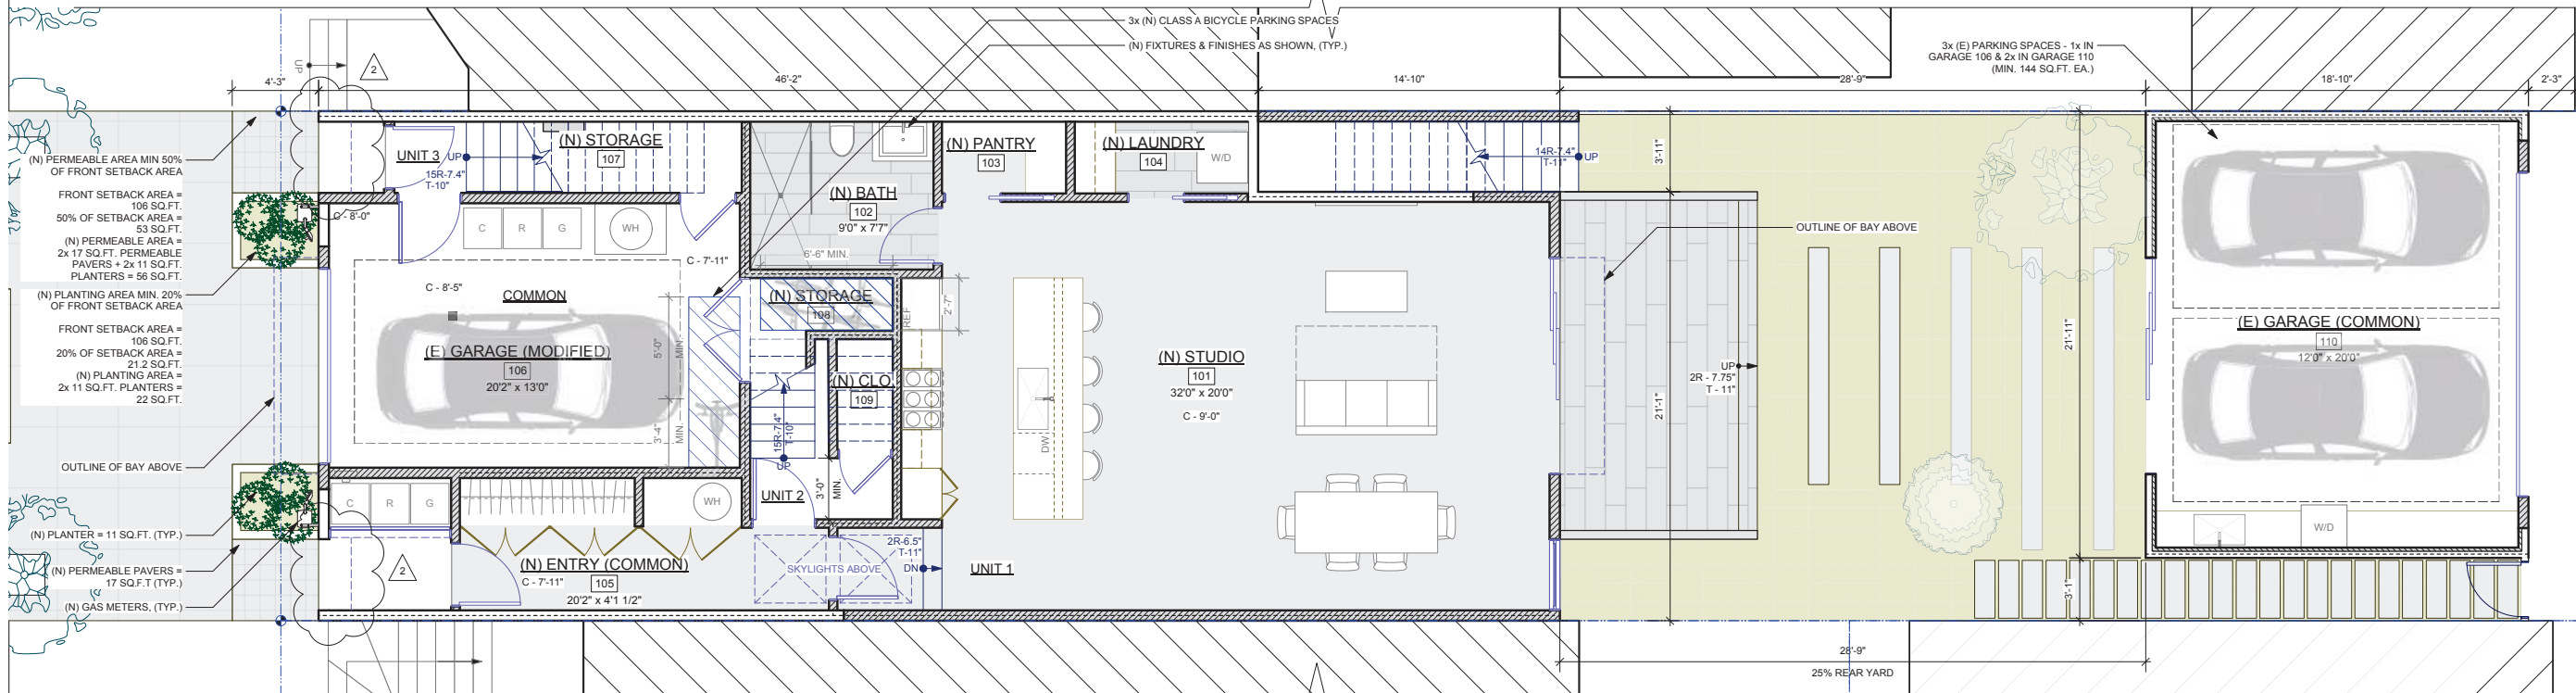 3x (N) CLASS A BICYCLE PARKING SPACES
(N) FIXTURES & FINISHES AS SHOWN, (TYP.)
3x (E) PARKING SPACES - 1x IN
GARAGE 106 & 2x IN GARAGE 110
(MIN. 144 SQ.FT. EA.)
UP
2
4'-3"
46'-2"
14'-10"
28'-9"
18'-10"
2'-3"
(N) PERMEABLE AREA MIN 50%
OF FRONT SETBACK AREA
FRONT SETBACK AREA =
106 SQ.FT.
50% OF SETBACK AREA =
53 SQ.FT.
(N) PERMEABLE AREA =
2x 17 SQ.FT. PERMEABLE
PAVERS + 2x 11 SQ.FT.
PLANTERS = 56 SQ.FT.
(N) PLANTING AREA MIN. 20%
OF FRONT SETBACK AREA
FRONT SETBACK AREA =
106 SQ.FT.
20% OF SETBACK AREA =
21.2 SQ.FT.
(N) PLANTING AREA =
2x 11 SQ.FT. PLANTERS =
22 SQ.FT.
OUTLINE OF BAY ABOVE
(N) PLANTER = 11 SQ.FT. (TYP.)
(N) PERMEABLE PAVERS =
17 SQ.F.T (TYP.)
(N) GAS METERS, (TYP.)
UNIT 3
UP
15R-7.4"
T-10"
(N) STORAGE
107
C - 8'-0"
C
R
G
WH
C - 7'-11"
C - 8'-5"
COMMON
(E) GARAGE (MODIFIED)
106
20'2" x 13'0"
5'-0"
MIN.
3'-4"
MIN.
(N) BATH
102
9'0" x 7'7"
6'-6" MIN.
(N) STORAGE
108
(N) CLO.
109
15R-7.4"
T-10"
UP
UNIT 2
3'-0"
MIN.
C
R
G
WH
2
(N) ENTRY (COMMON)
C - 7'-11"
105
20'2" x 4'1 1/2"
SKYLIGHTS ABOVE
2R-6.5"
T-11"
DN
UNIT 1
(N) PANTRY
103
(N) LAUNDRY
104
W/D
REF
2'-7"
DW
(N) STUDIO
101
32'0" x 20'0"
C - 9'-0"
14R-7.4"
T-11"
UP
3'-11"
OUTLINE OF BAY ABOVE
21'-1"
UP
2R - 7.75"
T - 11"
21'-11"
3'-1"
(E) GARAGE (COMMON)
110
12'0" x 20'0"
W/D
28'-9"
25% REAR YARD